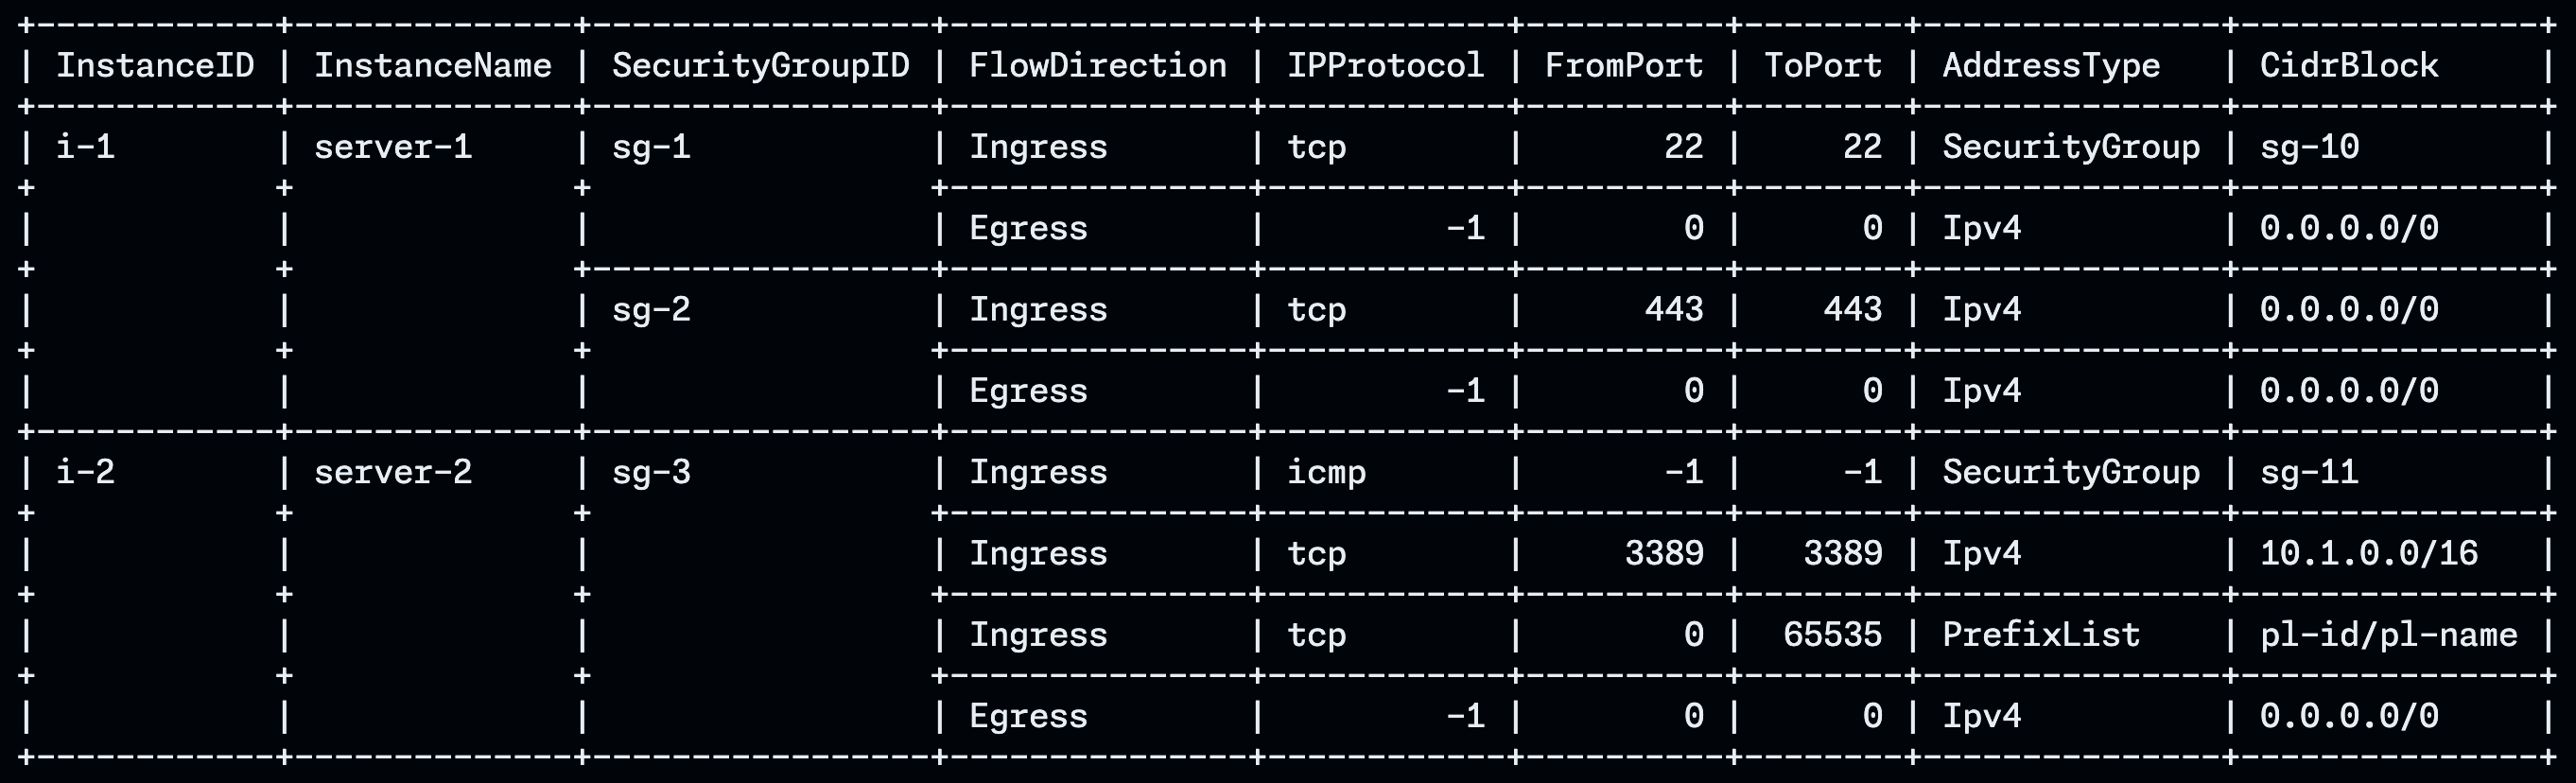 +------------+--------------+-----------------+---------------+------------+----------+--------+---------------+---------------+
| InstanceID | InstanceName | SecurityGroupID | FlowDirection | IPProtocol | FromPort | ToPort | AddressType   | CidrBlock     |
+------------+--------------+-----------------+---------------+------------+----------+--------+---------------+---------------+
| i-1        | server-1     | sg-1            | Ingress       | tcp        |       22 |     22 | SecurityGroup | sg-10         |
+            +              +                 +---------------+------------+----------+--------+---------------+---------------+
|            |              |                 | Egress        |         -1 |        0 |      0 | Ipv4          | 0.0.0.0/0     |
+            +              +-----------------+---------------+------------+----------+--------+---------------+---------------+
|            |              | sg-2            | Ingress       | tcp        |      443 |    443 | Ipv4          | 0.0.0.0/0     |
+            +              +                 +---------------+------------+----------+--------+---------------+---------------+
|            |              |                 | Egress        |         -1 |        0 |      0 | Ipv4          | 0.0.0.0/0     |
+------------+--------------+-----------------+---------------+------------+----------+--------+---------------+---------------+
| i-2        | server-2     | sg-3            | Ingress       | icmp       |       -1 |     -1 | SecurityGroup | sg-11         |
+            +              +                 +---------------+------------+----------+--------+---------------+---------------+
|            |              |                 | Ingress       | tcp        |     3389 |   3389 | Ipv4          | 10.1.0.0/16   |
+            +              +                 +---------------+------------+----------+--------+---------------+---------------+
|            |              |                 | Ingress       | tcp        |        0 |  65535 | PrefixList    | pl-id/pl-name |
+            +              +                 +---------------+------------+----------+--------+---------------+---------------+
|            |              |                 | Egress        |         -1 |        0 |      0 | Ipv4          | 0.0.0.0/0     |
+------------+--------------+-----------------+---------------+------------+----------+--------+---------------+---------------+